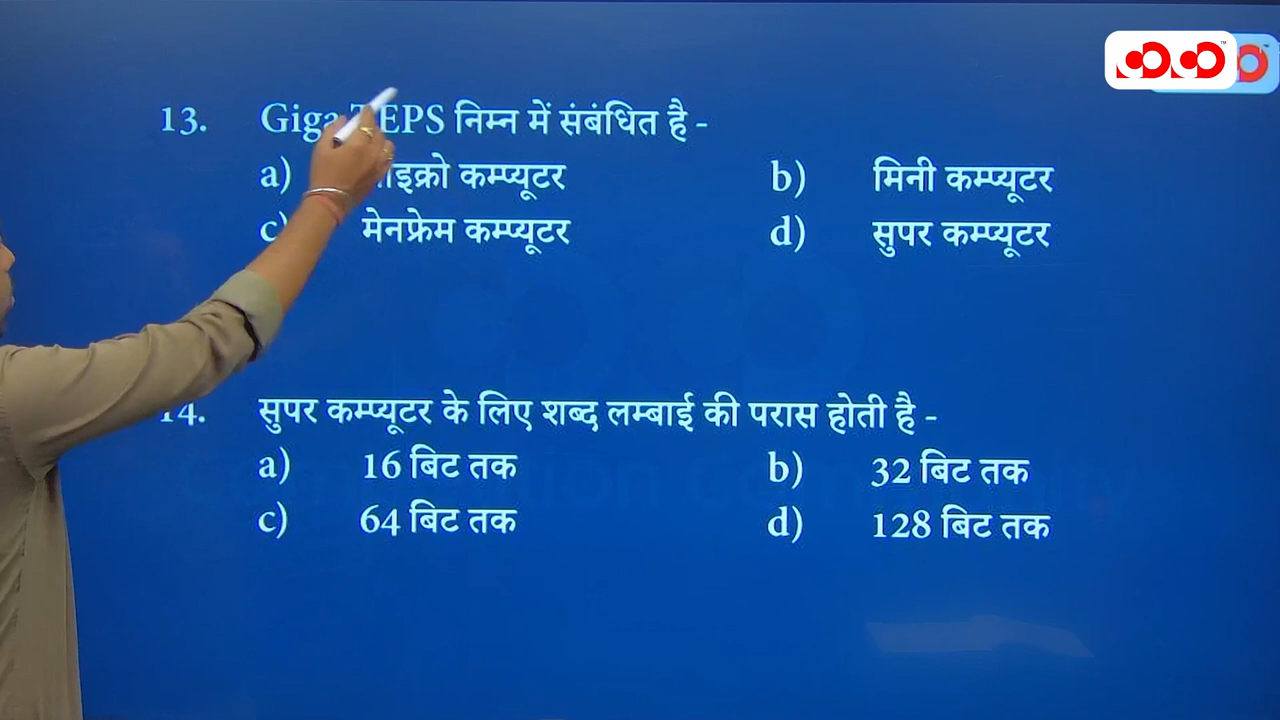 13. Giga TEPS निम्न में संबंधित है -
a) कम्प्यूटर b) मिनी कम्प्यूटर
c) मेनफ्रेम कम्प्यूटर d) सुपर कम्प्यूटर
14. सुपर कम्प्यूटर के लिए शब्द लम्बाई की परास होती है -
a) 16 बिट तक b) 32 बिट तक
c) 64 बिट तक d) 128 बिट तक